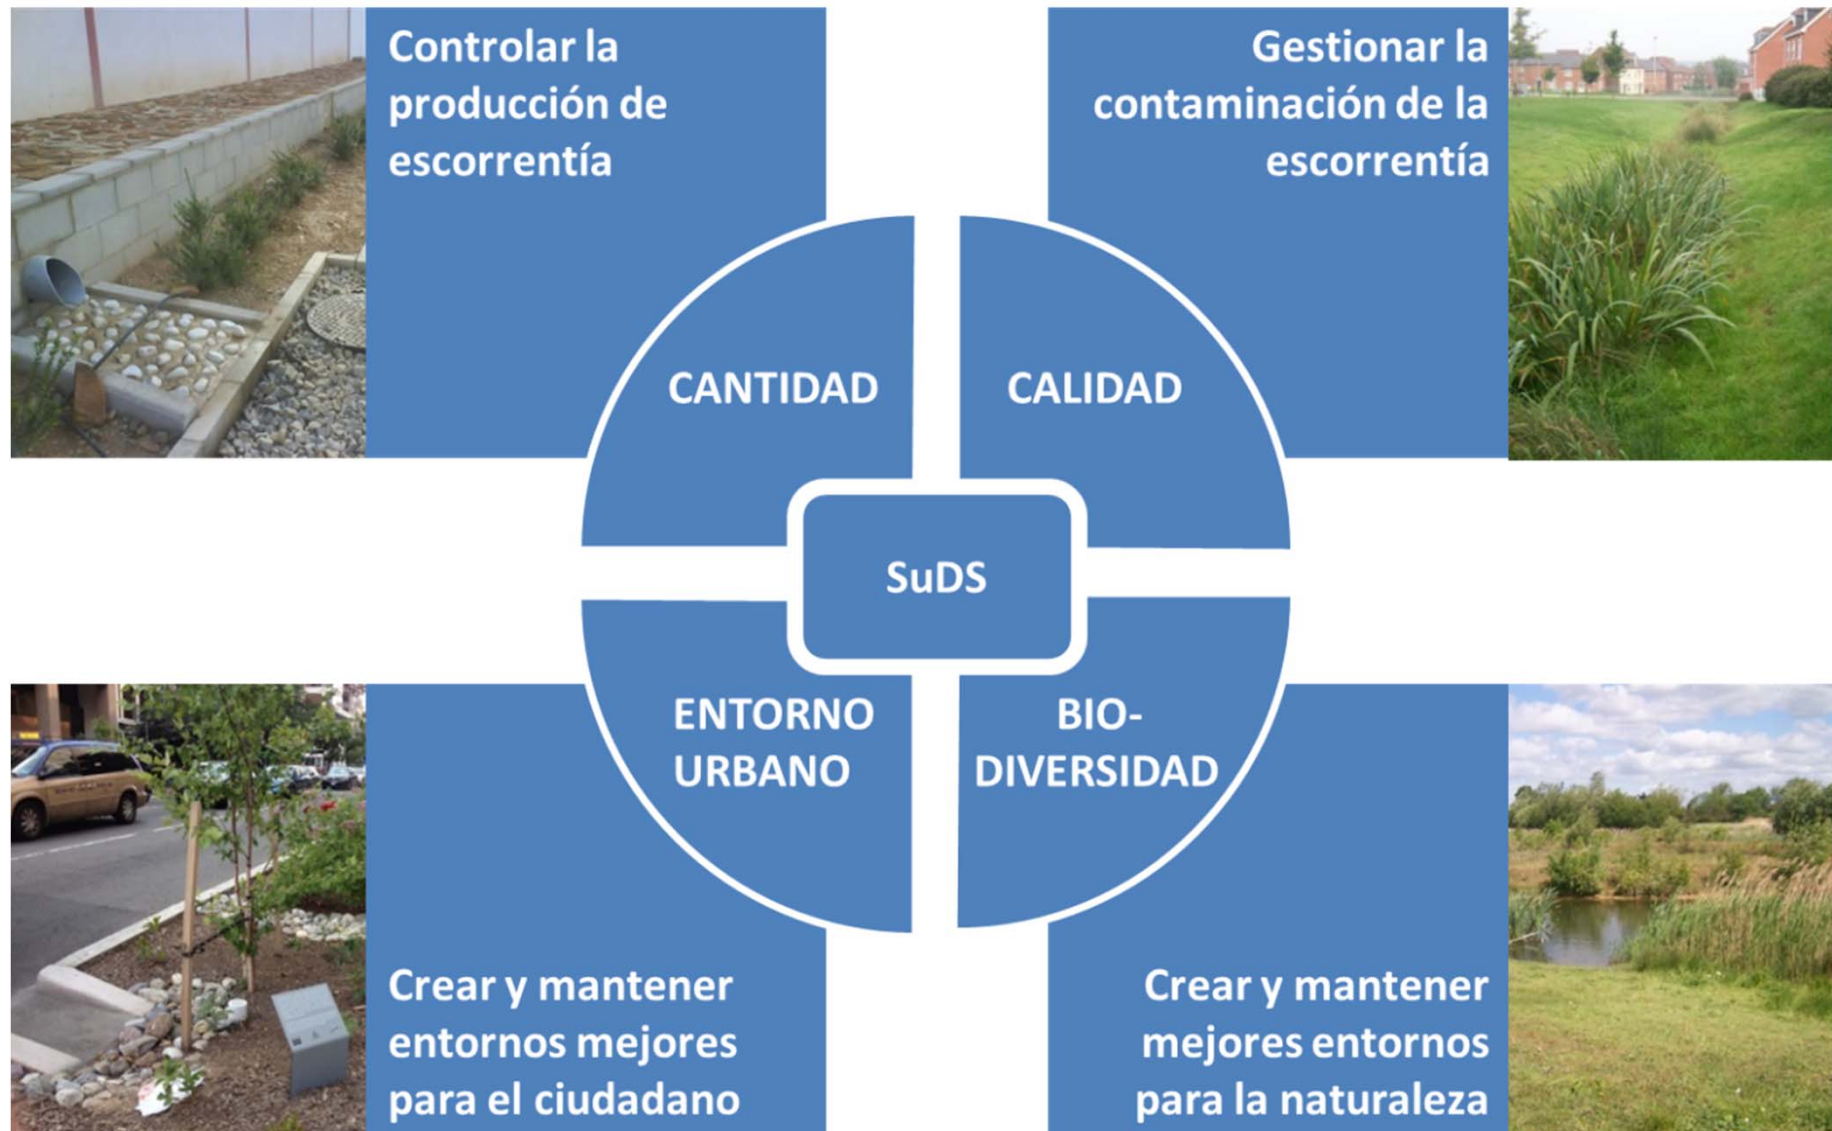 Controlar la
producción de
escorrentía
Gestionar la
contaminación de la
escorrentía
CANTIDAD
CALIDAD
SuDS
ENTORNO
URBANO
BIO-
DIVERSIDAD
Crear y mantener
entornos mejores
para el ciudadano
Crear y mantener
mejores entornos
para la naturaleza